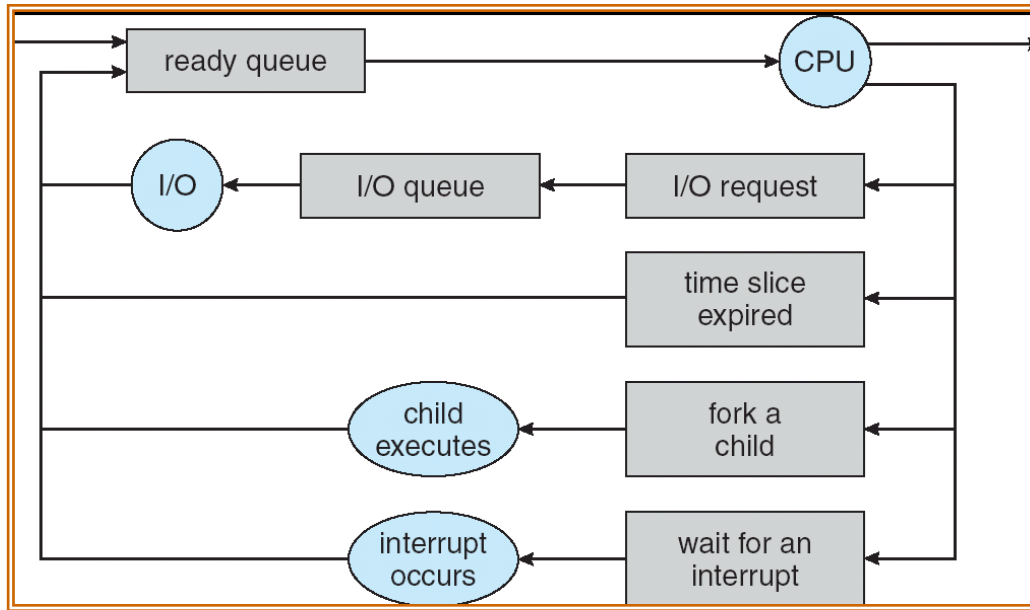 ready queue
CPU
I/O
I/O queue
I/O request
time slice
expired
child
executes
fork a
child
interrupt
occurs
wait for an
interrupt